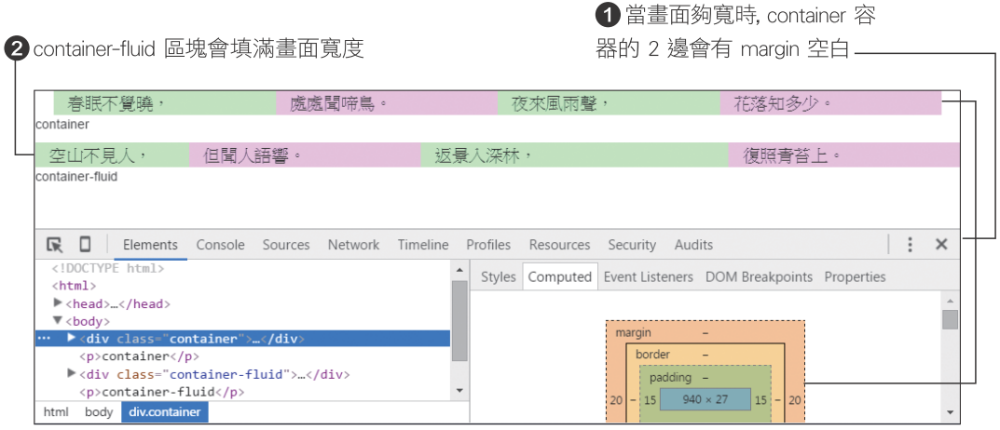 ❶ 當畫面夠寬時, container 容
器的 2 邊會有 margin 空白
❷ container-fluid 區塊會填滿畫面寬度
春眠不覺曉， 處處聞啼鳥。 夜來風雨聲， 花落知多少。
container
空山不見人， 但聞人語響。 返景入深林， 復照青苔上。
container-fluid
Elements Console Sources Network Timeline Profiles Resources Security Audits
<!DOCTYPE html>
<html>
▶<head>…</head>
▼<body>
… ▶<div class="container">…</div>
<p>container</p>
▶<div class="container-fluid">…</div>
<p>container-fluid</p>
html body div.container
Styles Computed Event Listeners DOM Breakpoints Properties
margin –
border –
padding –
20 – 15 940 × 27 15 – 20